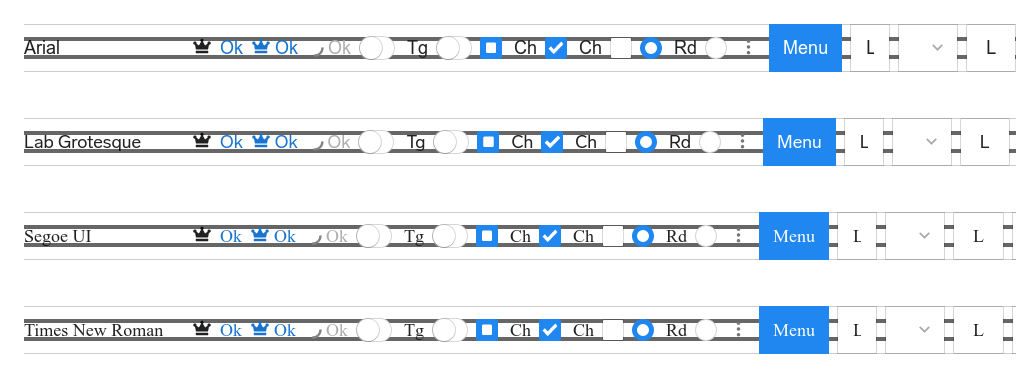 Arial Ok Ok Ok Tg Ch Ch Rd Menu L L
Lab Grotesque Ok Ok Ok Tg Ch Ch Rd Menu L L
Segoe UI Ok Ok Ok Tg Ch Ch Rd Menu L L
Times New Roman Ok Ok Ok Tg Ch Ch Rd Menu L L